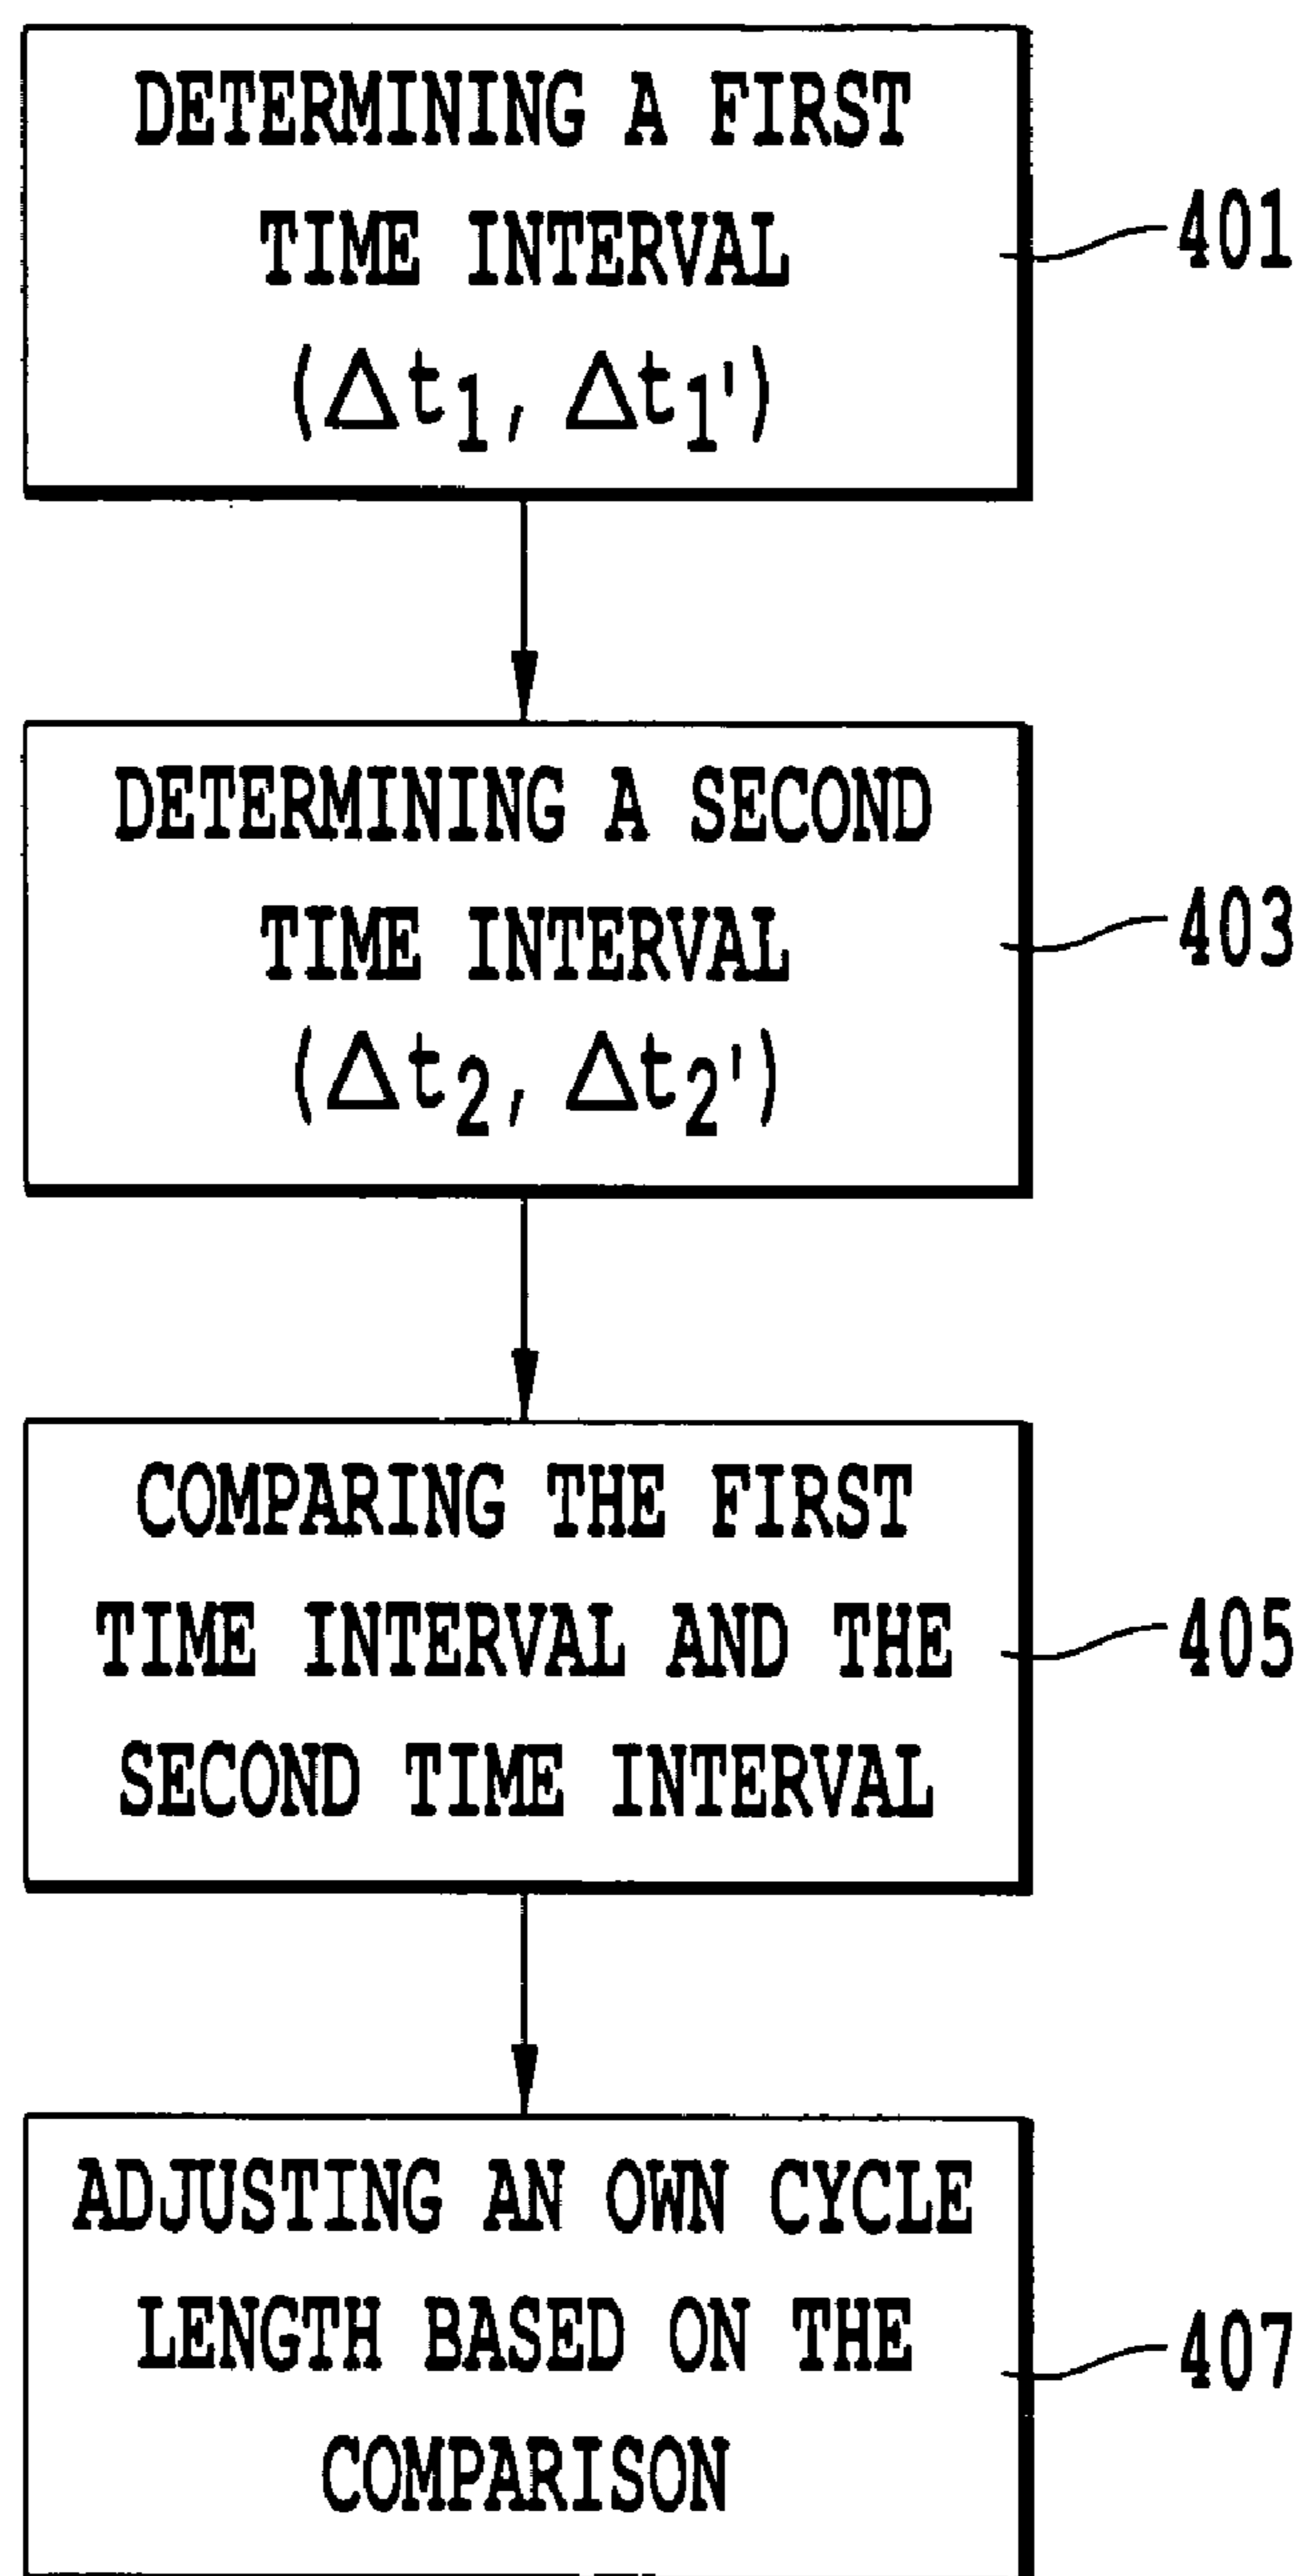 DETERMINING A FIRST
TIME INTERVAL
(Δt₁, Δt₁')
401
DETERMINING A SECOND
TIME INTERVAL
(Δt₂, Δt₂')
403
COMPARING THE FIRST
TIME INTERVAL AND THE
SECOND TIME INTERVAL
405
ADJUSTING AN OWN CYCLE
LENGTH BASED ON THE
COMPARISON
407